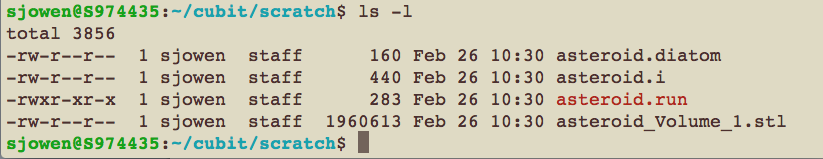 sjowen@S974435:~/cubit/scratch$ ls -l
total 3856
-rw-r--r--  1 sjowen  staff      160 Feb 26 10:30 asteroid.diatom
-rw-r--r--  1 sjowen  staff      440 Feb 26 10:30 asteroid.i
-rwxr-xr-x  1 sjowen  staff      283 Feb 26 10:30 asteroid.run
-rw-r--r--  1 sjowen  staff  1960613 Feb 26 10:30 asteroid_Volume_1.stl
sjowen@S974435:~/cubit/scratch$